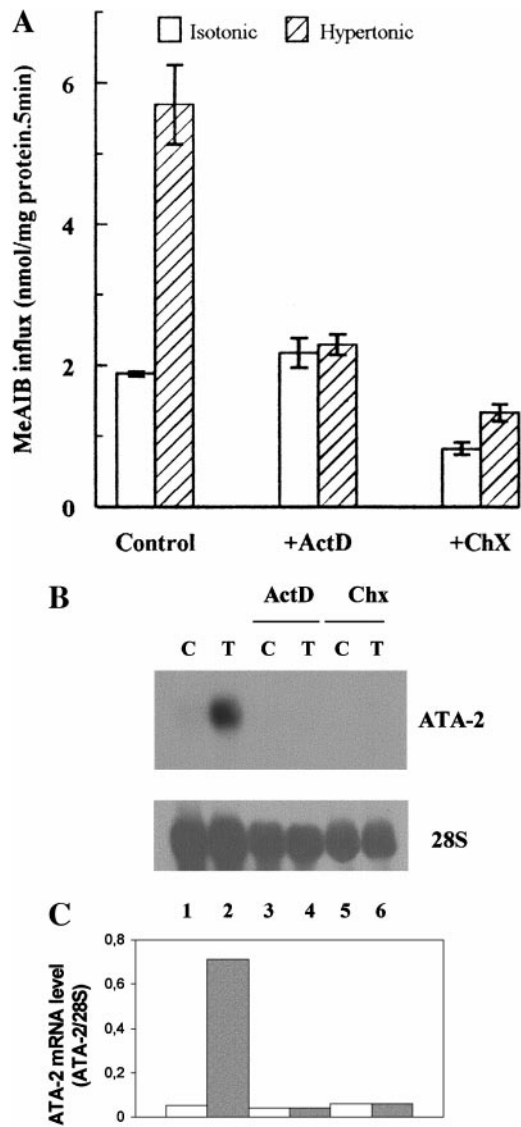 A
Isotonic Hypertonic
MeAIB influx (nmol/mg protein.5min)
6
4
2
0
Control +ActD +ChX
B
ActD Chx
C T C T C T
ATA-2
28S
1 2 3 4 5 6
C
ATA-2 mRNA level
(ATA-2/28S)
0,8
0,6
0,4
0,2
0